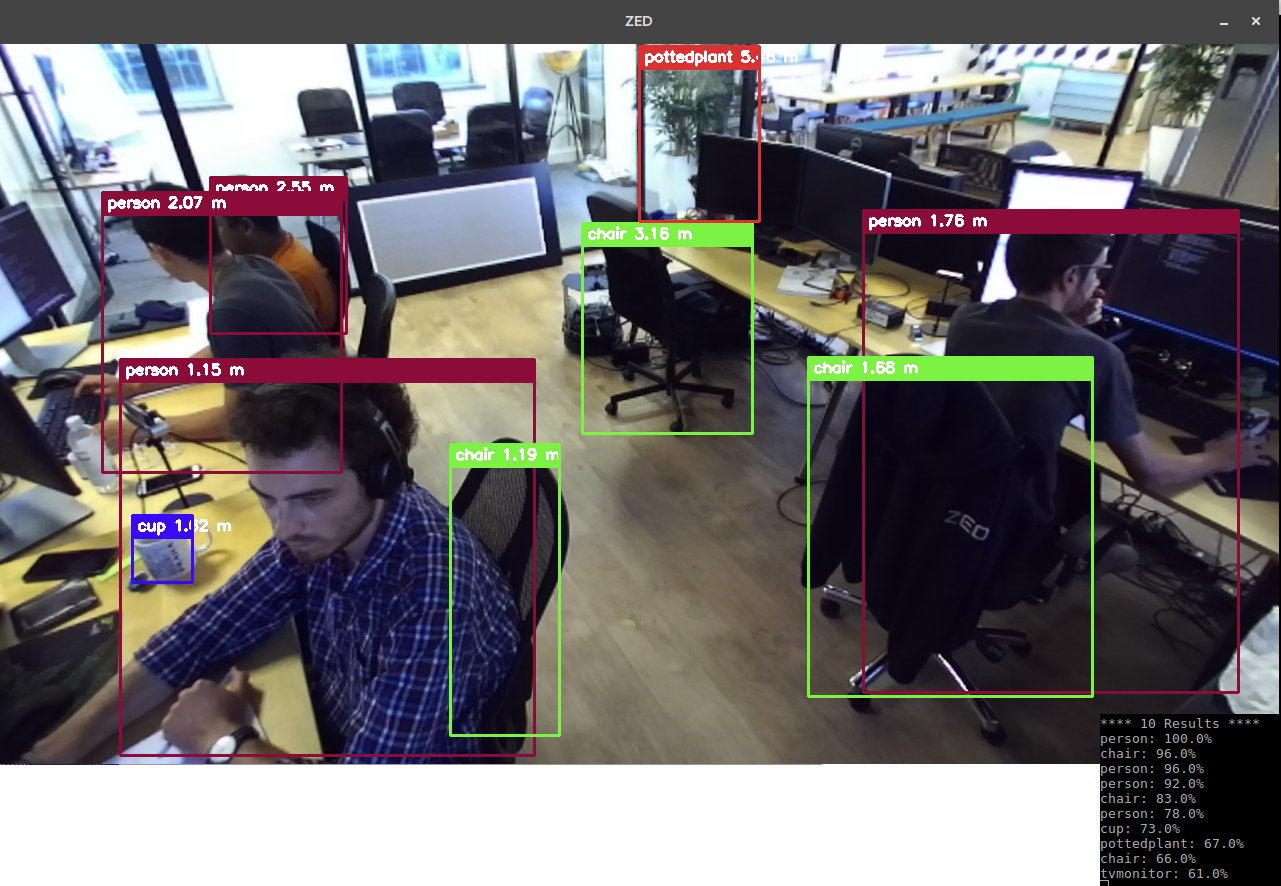 ZED
pottedplant 5.
person 2.55 m
person 2.07 m
person 1.76 m
chair 3.16 m
person 1.15 m
chair 1.68 m
chair 1.19 m
cup 1.62 m
ZED
**** 10 Results ****
person: 100.0%
chair: 96.0%
person: 96.0%
person: 92.0%
chair: 83.0%
person: 78.0%
cup: 73.0%
pottedplant: 67.0%
chair: 66.0%
tvmonitor: 61.0%